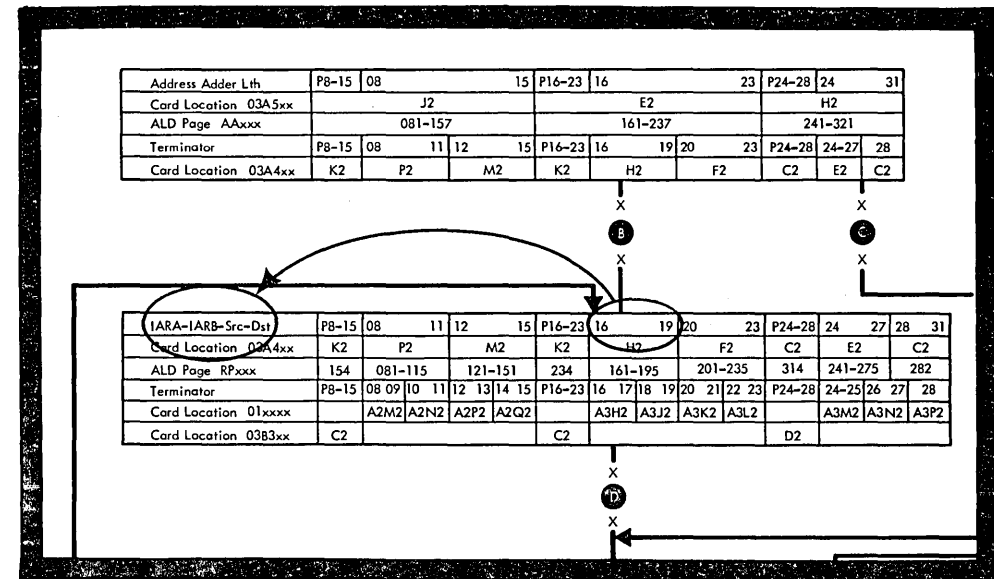 Address Adder Lth P8-15 08 15 P16-23 16 23 P24-28 24 31
Card Location 03A5xx J2 E2 H2
ALD Page AAxxx 081-157 161-237 241-321
Terminator P8-15 08 11 12 15 P16-23 16 19 20 23 P24-28 24-27 28
Card Location 03A4xx K2 P2 M2 K2 H2 F2 C2 E2 C2
X X
B C
X X
IARA-IARB-Src-Dst P8-15 08 11 12 15 P16-23 16 19 20 23 P24-28 24 27 28 31
Card Location 03A4xx K2 P2 M2 K2 H2 F2 C2 E2 C2
ALD Page RPxxx 154 081-115 121-151 234 161-195 201-235 314 241-275 282
Terminator P8-15 08 09 10 11 12 13 14 15 P16-23 16 17 18 19 20 21 22 23 P24-28 24-25 26 27 28
Card Location 01xxxx A2M2 A2N2 A2P2 A2Q2 A3H2 A3J2 A3K2 A3L2 A3M2 A3N2 A3P2
Card Location 03B3xx C2 C2 D2
X
D
X